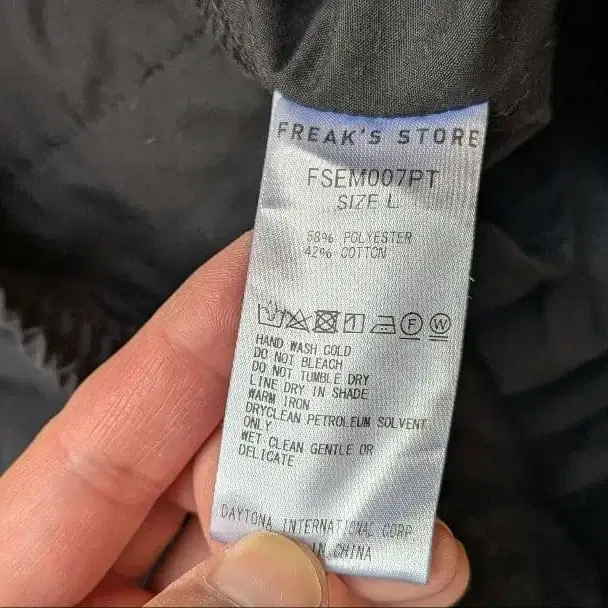 FREAK'S STORE
FSEM007PT
SIZE L
58% POLYESTER
42% COTTON
F W
HAND WASH COLD
DO NOT BLEACH
DO NOT TUMBLE DRY
LINE DRY IN SHADE
WARM IRON
DRYCLEAN PETROLEUM SOLVENT
ONLY
WET CLEAN GENTLE OR
DELICATE
DAYTONA INTERNATIONAL CORP
IN CHINA